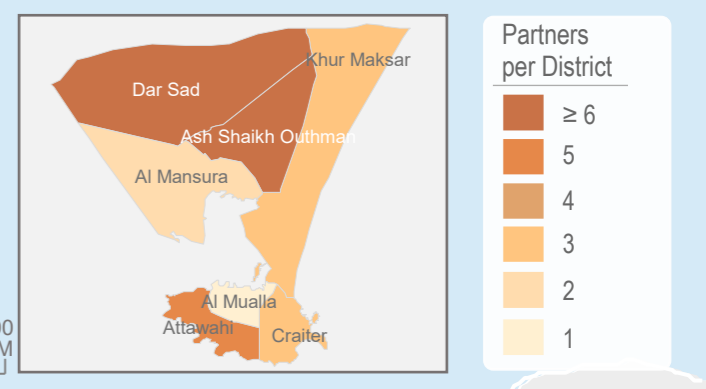 Khur Maksar
Dar Sad
Ash Shaikh Outhman
Al Mansura
Al Mualla
Attawahi
Craiter
Partners
per District
≥ 6
5
4
3
2
1